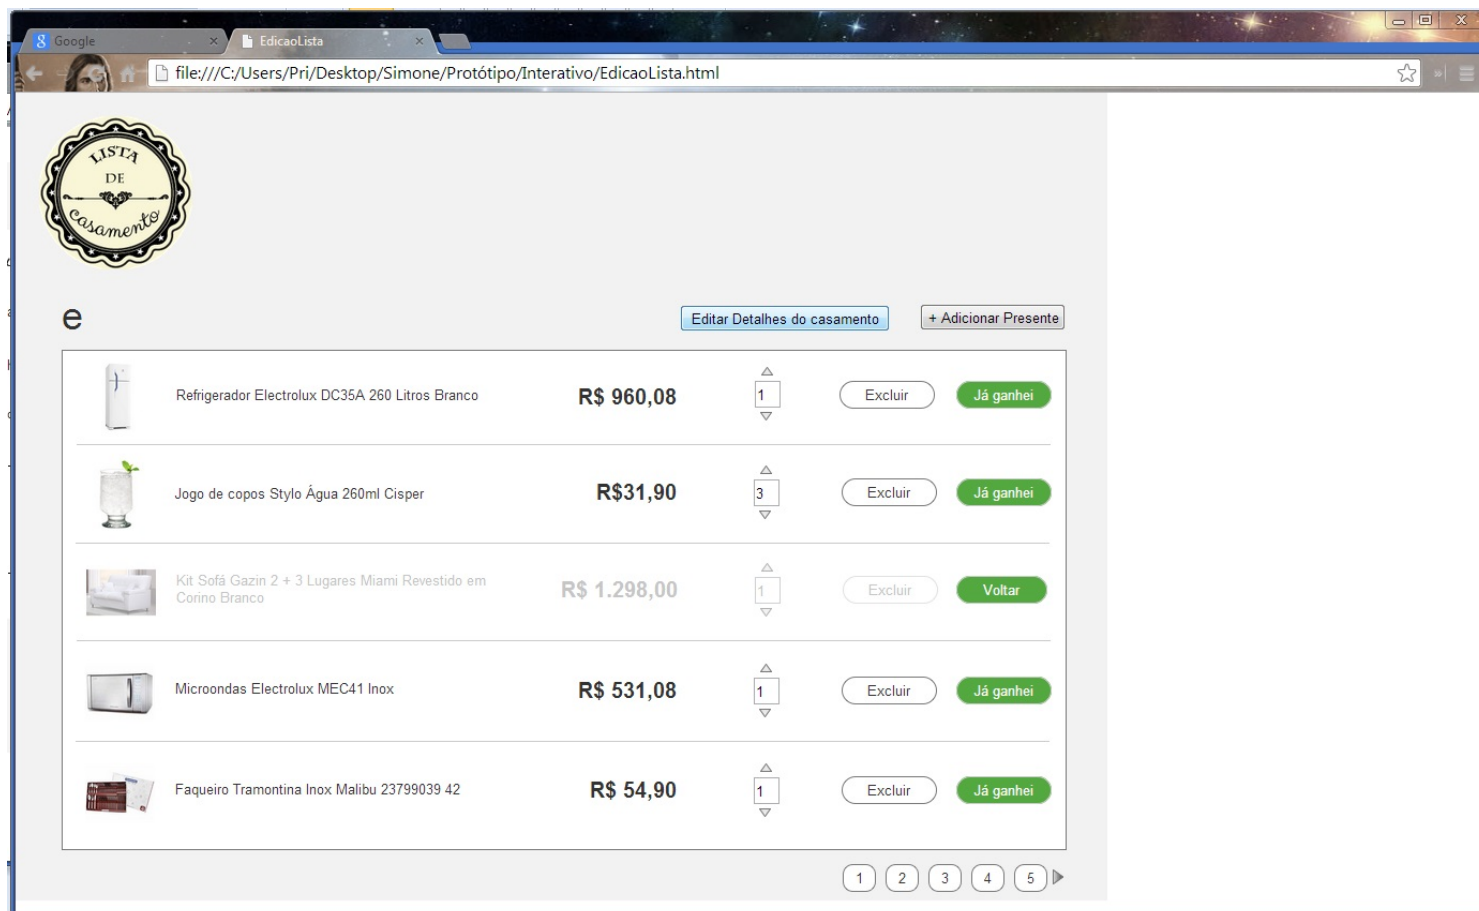 Google
EdicaoLista
file:///C:/Users/Pri/Desktop/Simone/Protótipo/Interativo/EdicaoLista.html
LISTA
DE
casamento
e
Editar Detalhes do casamento
+ Adicionar Presente
Refrigerador Electrolux DC35A 260 Litros Branco
R$ 960,08
1
Excluir
Já ganhei
Jogo de copos Stylo Água 260ml Cisper
R$31,90
3
Excluir
Já ganhei
Kit Sofá Gazin 2 + 3 Lugares Miami Revestido em
Corino Branco
R$ 1.298,00
1
Excluir
Voltar
Microondas Electrolux MEC41 Inox
R$ 531,08
1
Excluir
Já ganhei
Faqueiro Tramontina Inox Malibu 23799039 42
R$ 54,90
1
Excluir
Já ganhei
1 2 3 4 5